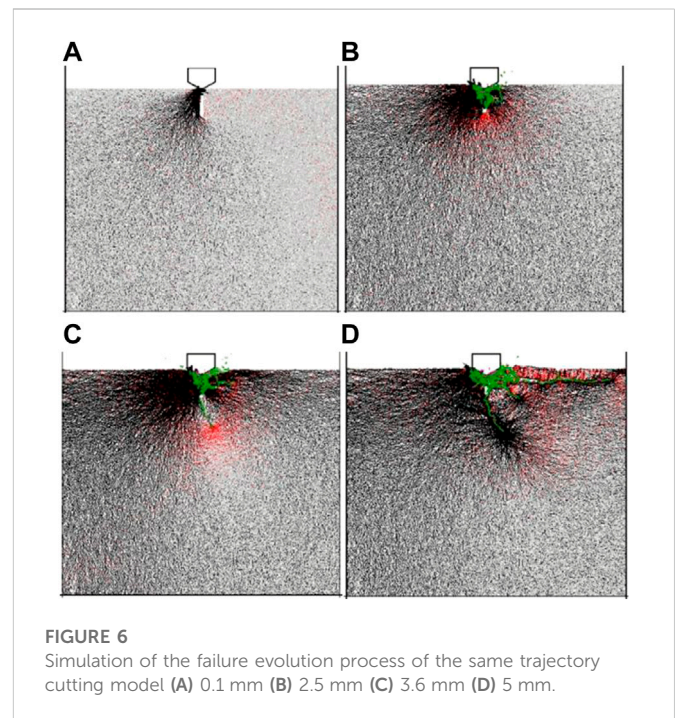 A
B
C
D
FIGURE 6
Simulation of the failure evolution process of the same trajectory
cutting model (A) 0.1 mm (B) 2.5 mm (C) 3.6 mm (D) 5 mm.